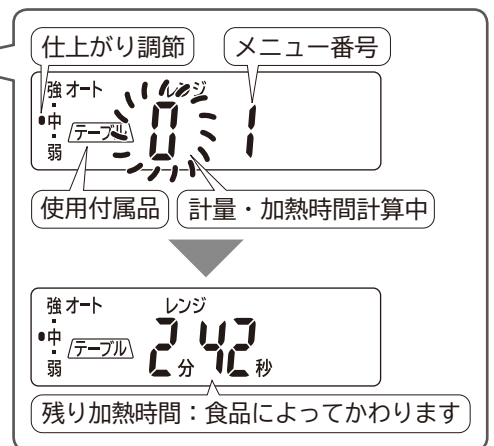 仕上がり調節
メニュー番号
強 オート レンジ
中 テーブル 0 1
弱
使用付属品
計量・加熱時間計算中
強 オート レンジ
中 テーブル 2分42秒
弱
残り加熱時間：食品によってかわります